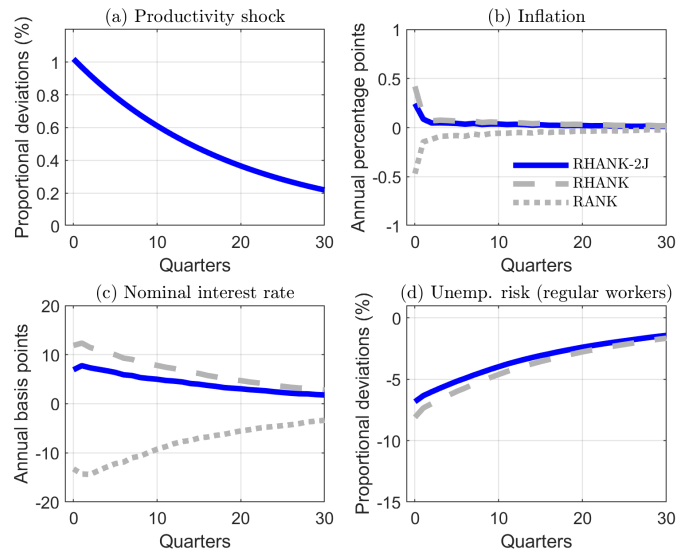 (a) Productivity shock
Proportional deviations (%)
1
0.8
0.6
0.4
0.2
0
0
10
20
30
Quarters
(b) Inflation
Annual percentage points
1
0.5
0
-0.5
-1
RHANK-2J
RHANK
RANK
0
10
20
30
Quarters
(c) Nominal interest rate
Annual basis points
20
10
0
-10
-20
0
10
20
30
Quarters
(d) Unemp. risk (regular workers)
Proportional deviations (%)
0
-5
-10
-15
0
10
20
30
Quarters